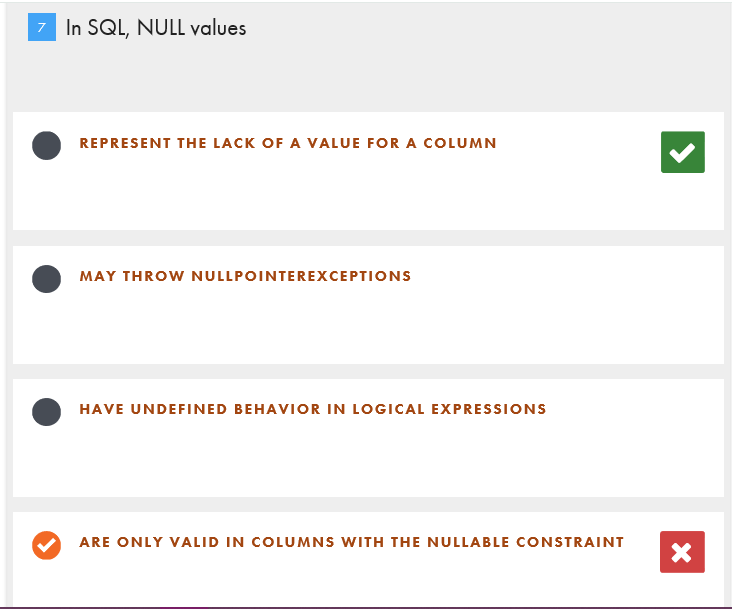 7 In SQL, NULL values
REPRESENT THE LACK OF A VALUE FOR A COLUMN
MAY THROW NULLPOINTEREXCEPTIONS
HAVE UNDEFINED BEHAVIOR IN LOGICAL EXPRESSIONS
ARE ONLY VALID IN COLUMNS WITH THE NULLABLE CONSTRAINT